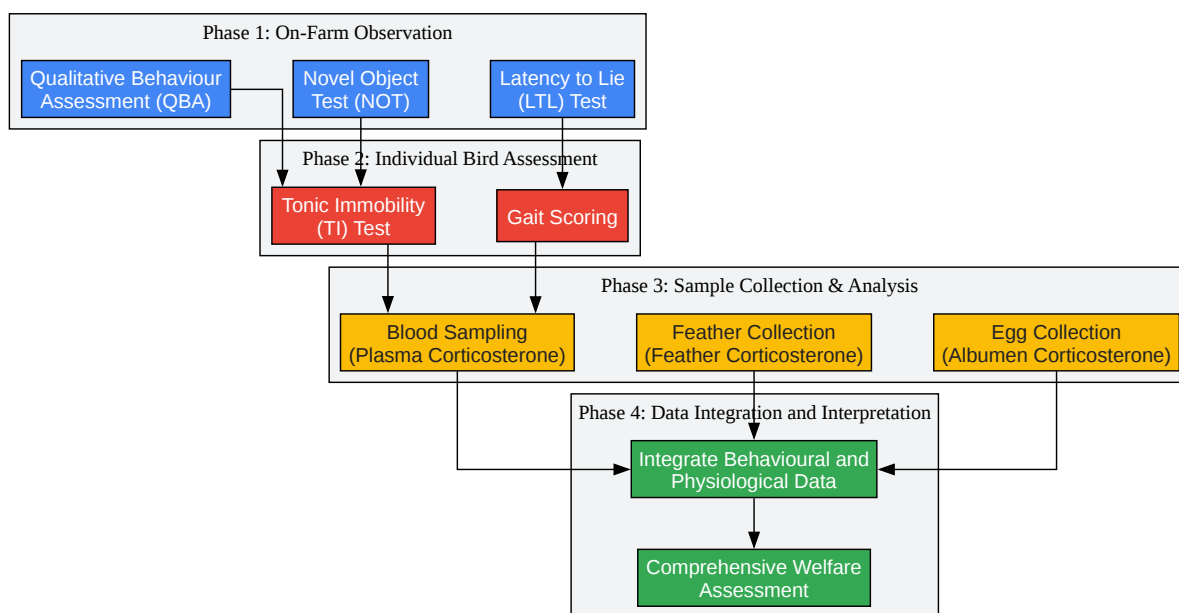 Phase 1: On-Farm Observation
Qualitative Behaviour
Assessment (QBA)
Novel Object
Test (NOT)
Latency to Lie
(LTL) Test
Phase 2: Individual Bird Assessment
Tonic Immobility
(TI) Test
Gait Scoring
Phase 3: Sample Collection & Analysis
Blood Sampling
(Plasma Corticosterone)
Feather Collection
(Feather Corticosterone)
Egg Collection
(Albumen Corticosterone)
Phase 4: Data Integration and Interpretation
Integrate Behavioural and
Physiological Data
Comprehensive Welfare
Assessment